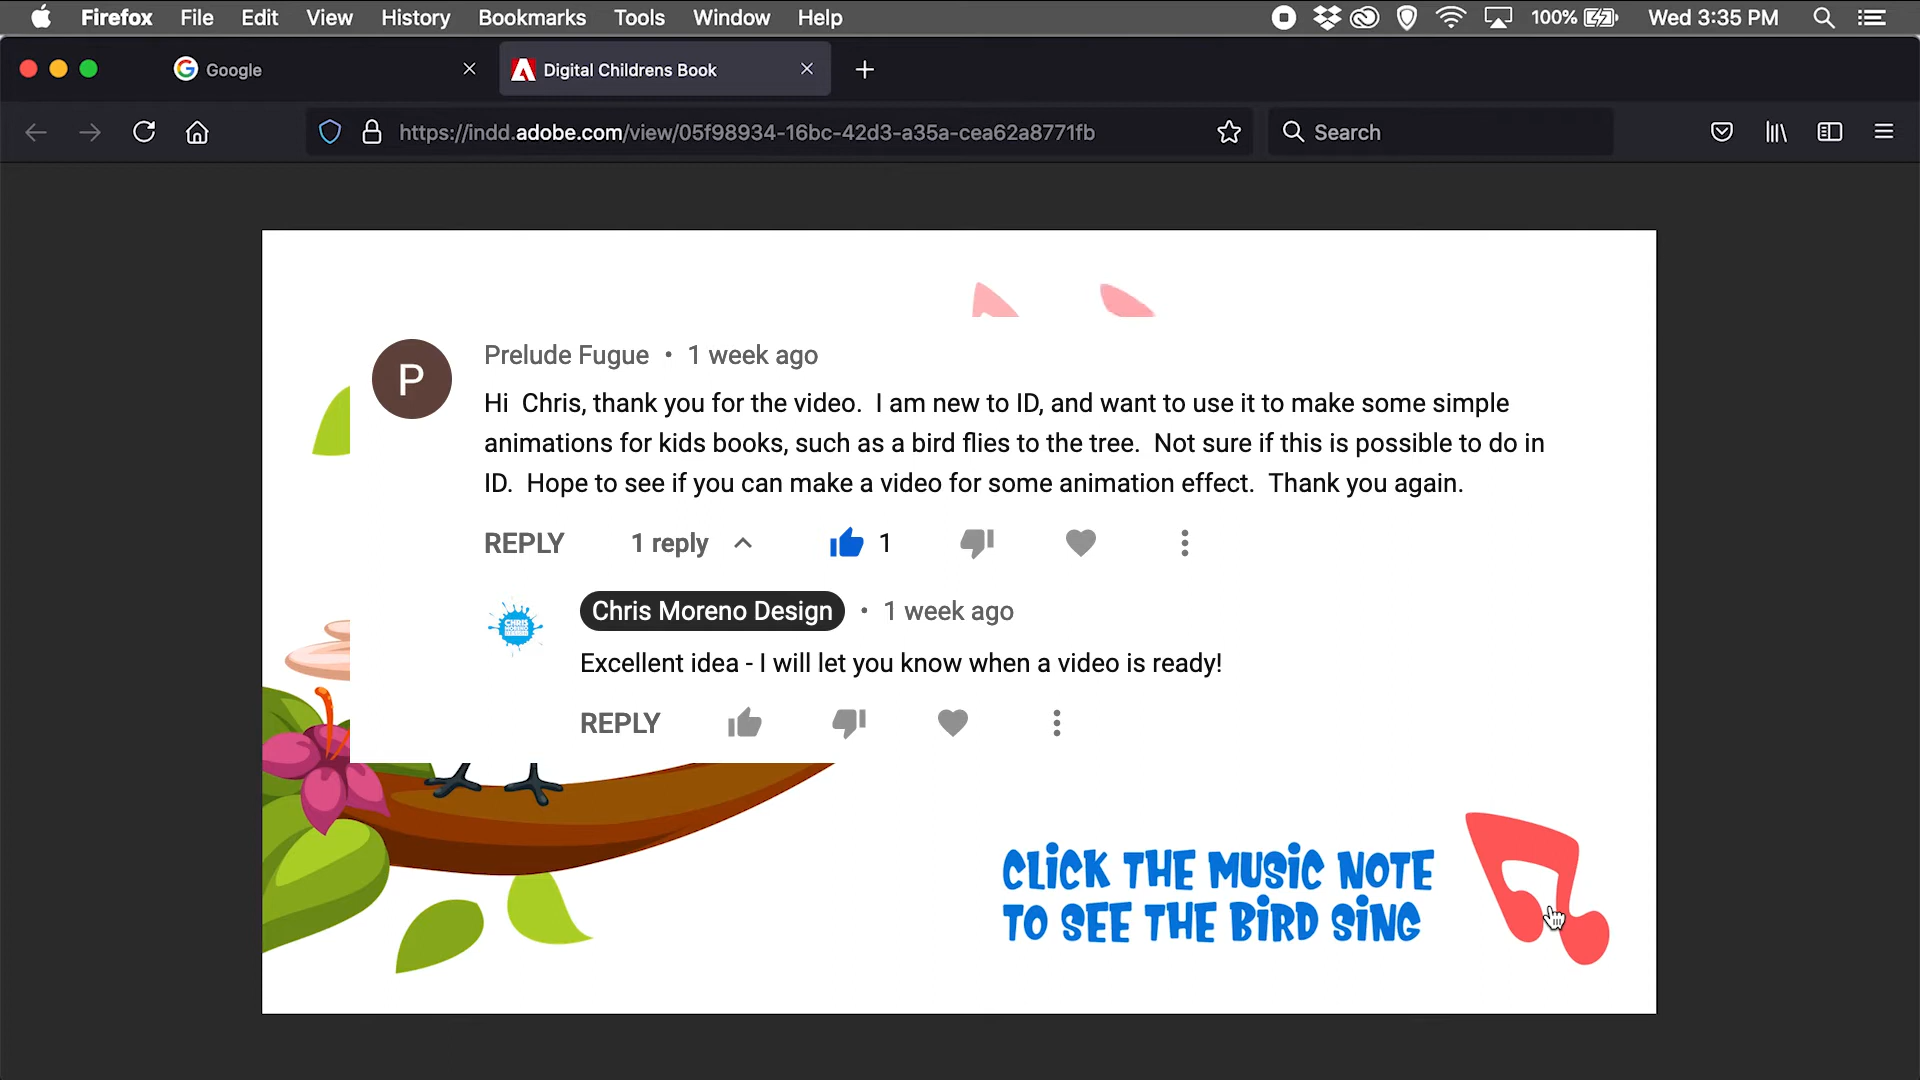 Firefox File Edit View History Bookmarks Tools Window Help 100% Wed 3:35 PM
Google Digital Childrens Book
https://indd.adobe.com/view/05f98934-16bc-42d3-a35a-cea62a8771fb Search
Prelude Fugue • 1 week ago
P
Hi Chris, thank you for the video. I am new to ID, and want to use it to make some simple
animations for kids books, such as a bird flies to the tree. Not sure if this is possible to do in
ID. Hope to see if you can make a video for some animation effect. Thank you again.
REPLY 1 reply 1
Chris Moreno Design • 1 week ago
CHRIS
MORENO
Excellent idea - I will let you know when a video is ready!
REPLY
CLICK THE MUSIC NOTE
TO SEE THE BIRD SING